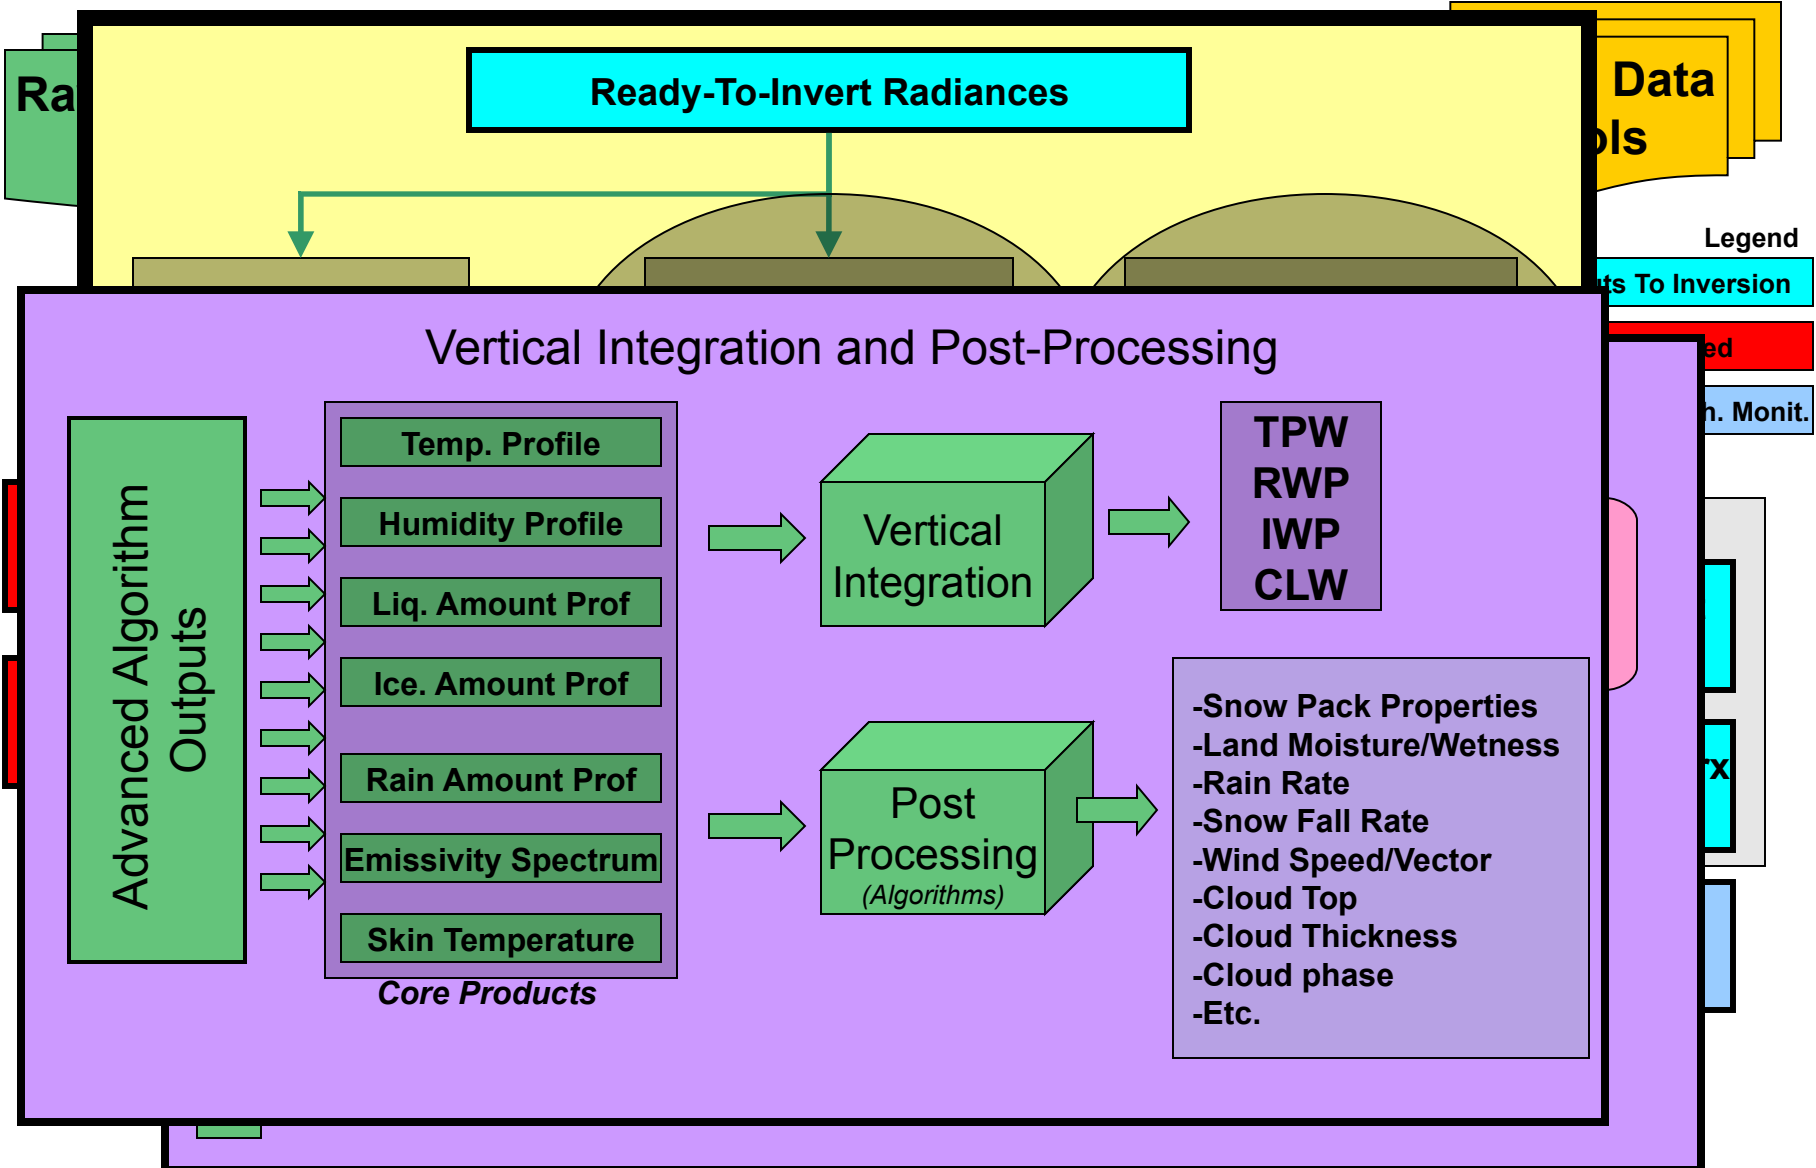 Ready-To-Invert Radiances
Data
Legend
To Inversion
Monit.
Vertical Integration and Post-Processing
Advanced Algorithm
Outputs
Temp. Profile
Humidity Profile
Liq. Amount Prof
Ice. Amount Prof
Rain Amount Prof
Emissivity Spectrum
Skin Temperature
Core Products
Vertical
Integration
TPW
RWP
IWP
CLW
Post
Processing
(Algorithms)
-Snow Pack Properties
-Land Moisture/Wetness
-Rain Rate
-Snow Fall Rate
-Wind Speed/Vector
-Cloud Top
-Cloud Thickness
-Cloud phase
-Etc.